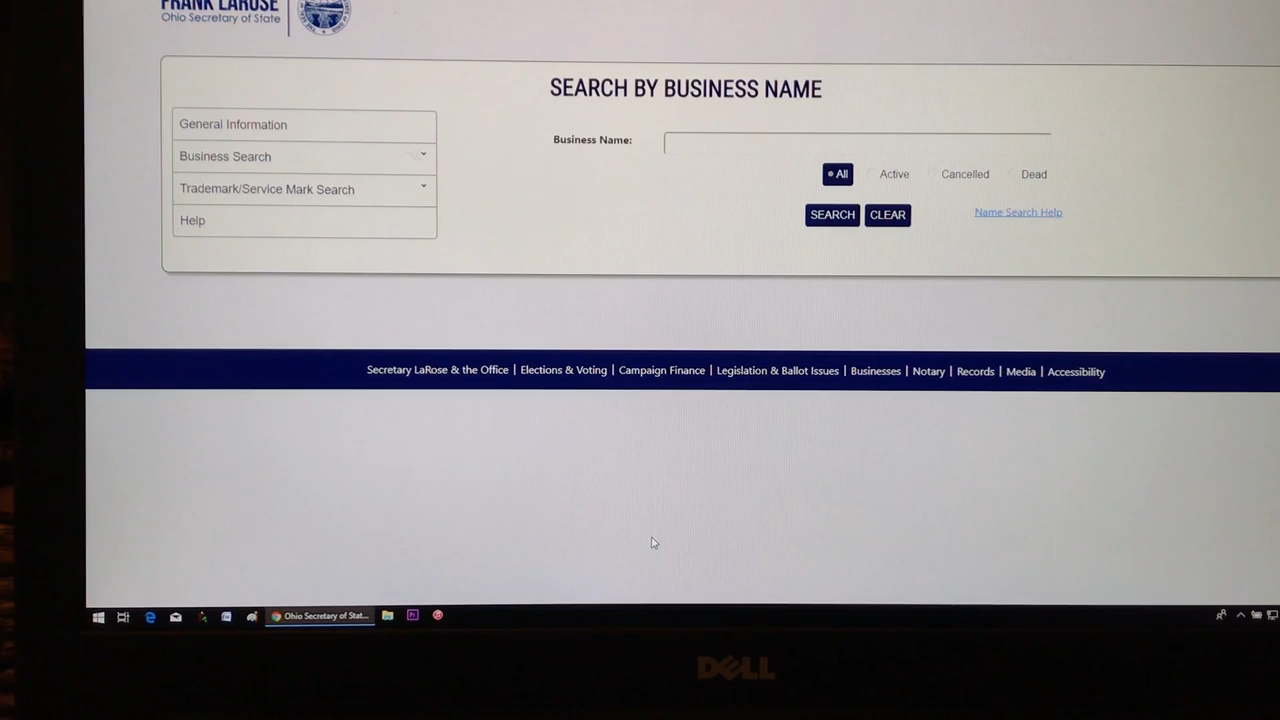 FRANK LAROSE
Ohio Secretary of State
SEARCH BY BUSINESS NAME
General Information
Business Search
Trademark/Service Mark Search
Help
Business Name:
All Active Cancelled Dead
SEARCH CLEAR Name Search Help
Secretary LaRose & the Office | Elections & Voting | Campaign Finance | Legislation & Ballot Issues | Businesses | Notary | Records | Media | Accessibility
Ohio Secretary of Stat...
DELL